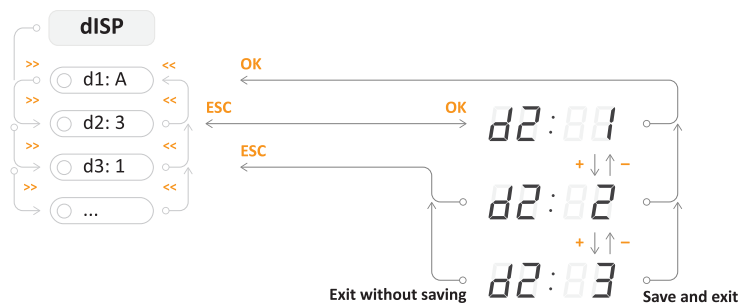 dISP
>> << OK
d1: A
>> << ESC OK
d2: 3 d2: 1
>> << ESC + −
d3: 1
>> << d2: 2
...
+ −
d2: 3
Exit without saving Save and exit